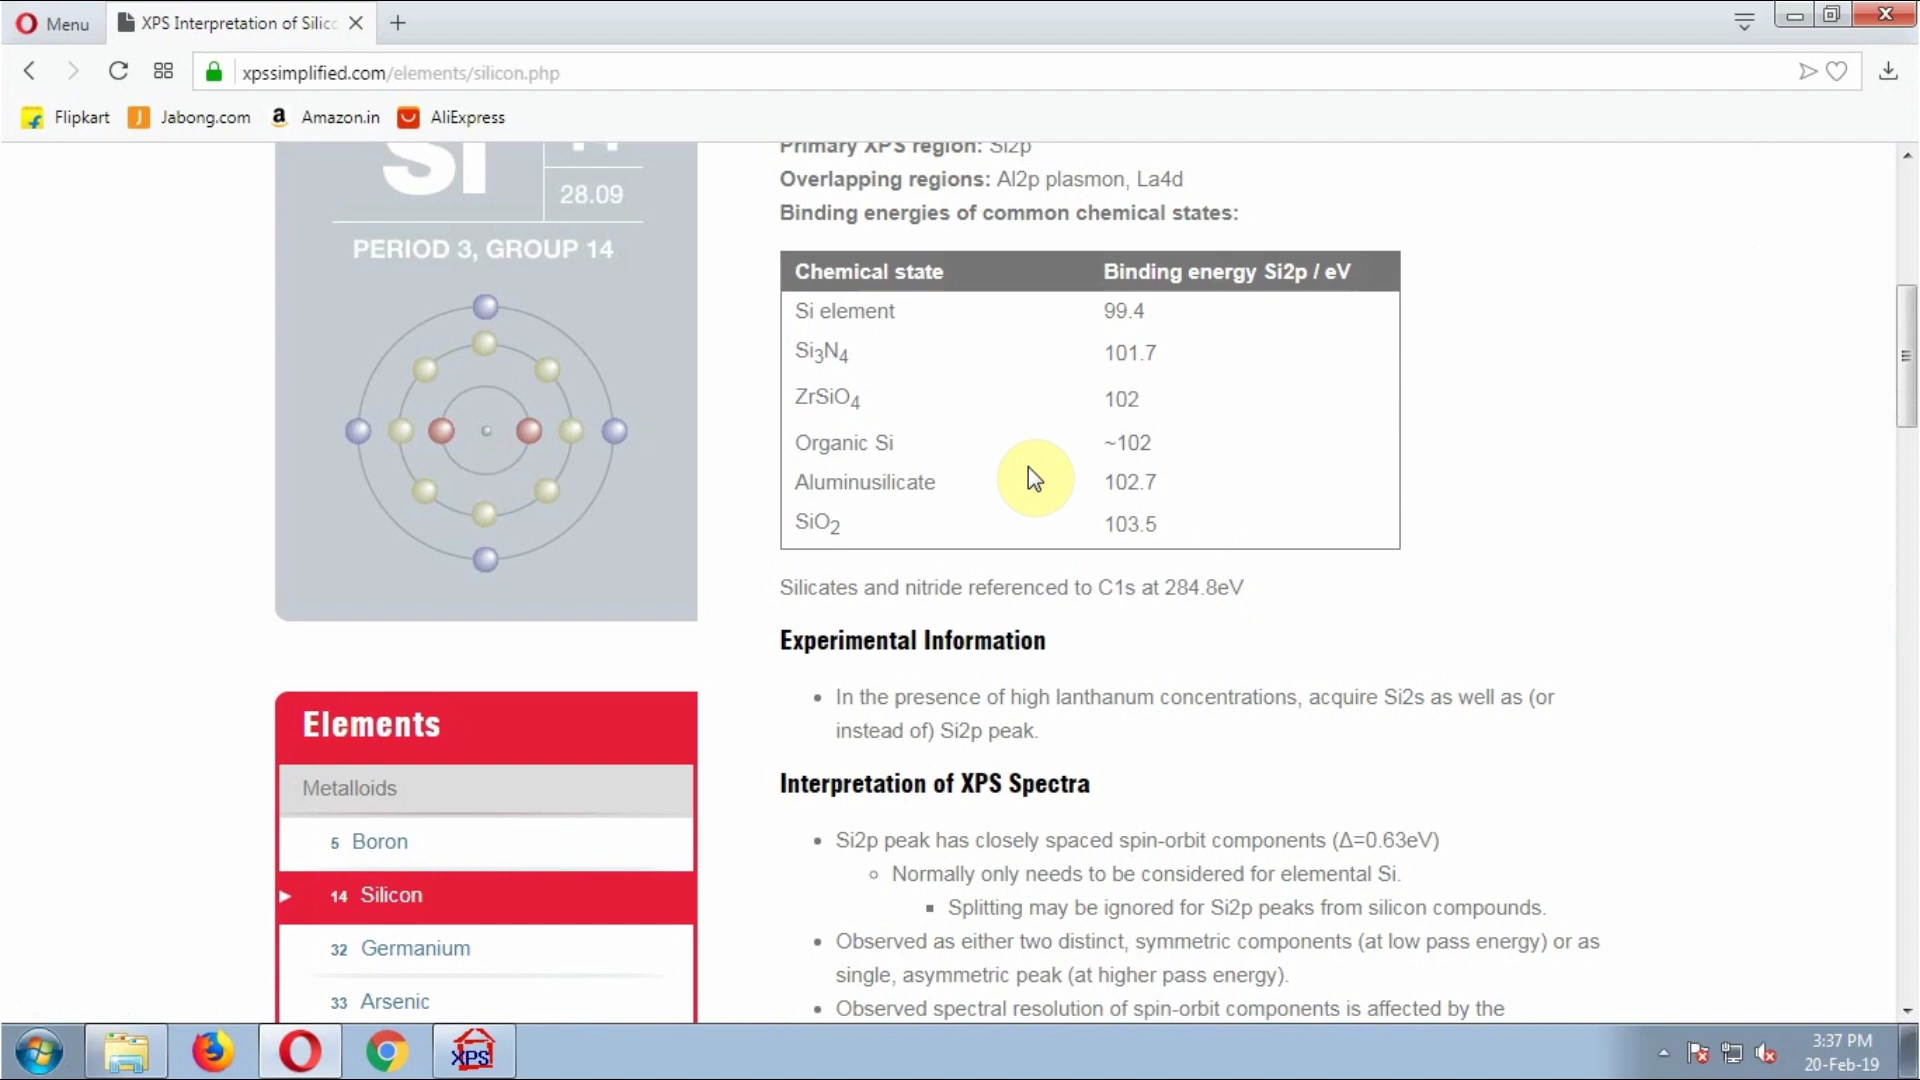 Menu
XPS Interpretation of Silic
xpssimplified.com/elements/silicon.php
Flipkart
Jabong.com
Amazon.in
AliExpress
Si
14
28.09
PERIOD 3, GROUP 14
Primary XPS region: Si2p
Overlapping regions: Al2p plasmon, La4d
Binding energies of common chemical states:
Chemical state Binding energy Si2p / eV
Si element 99.4
Si3N4 101.7
ZrSiO4 102
Organic Si ~102
Aluminusilicate 102.7
SiO2 103.5
Silicates and nitride referenced to C1s at 284.8eV
Experimental Information
• In the presence of high lanthanum concentrations, acquire Si2s as well as (or
instead of) Si2p peak.
Interpretation of XPS Spectra
• Si2p peak has closely spaced spin-orbit components (Δ=0.63eV)
○ Normally only needs to be considered for elemental Si.
▪ Splitting may be ignored for Si2p peaks from silicon compounds.
• Observed as either two distinct, symmetric components (at low pass energy) or as
single, asymmetric peak (at higher pass energy).
• Observed spectral resolution of spin-orbit components is affected by the
Elements
Metalloids
5 Boron
14 Silicon
32 Germanium
33 Arsenic
XPS
3:37 PM
20-Feb-19